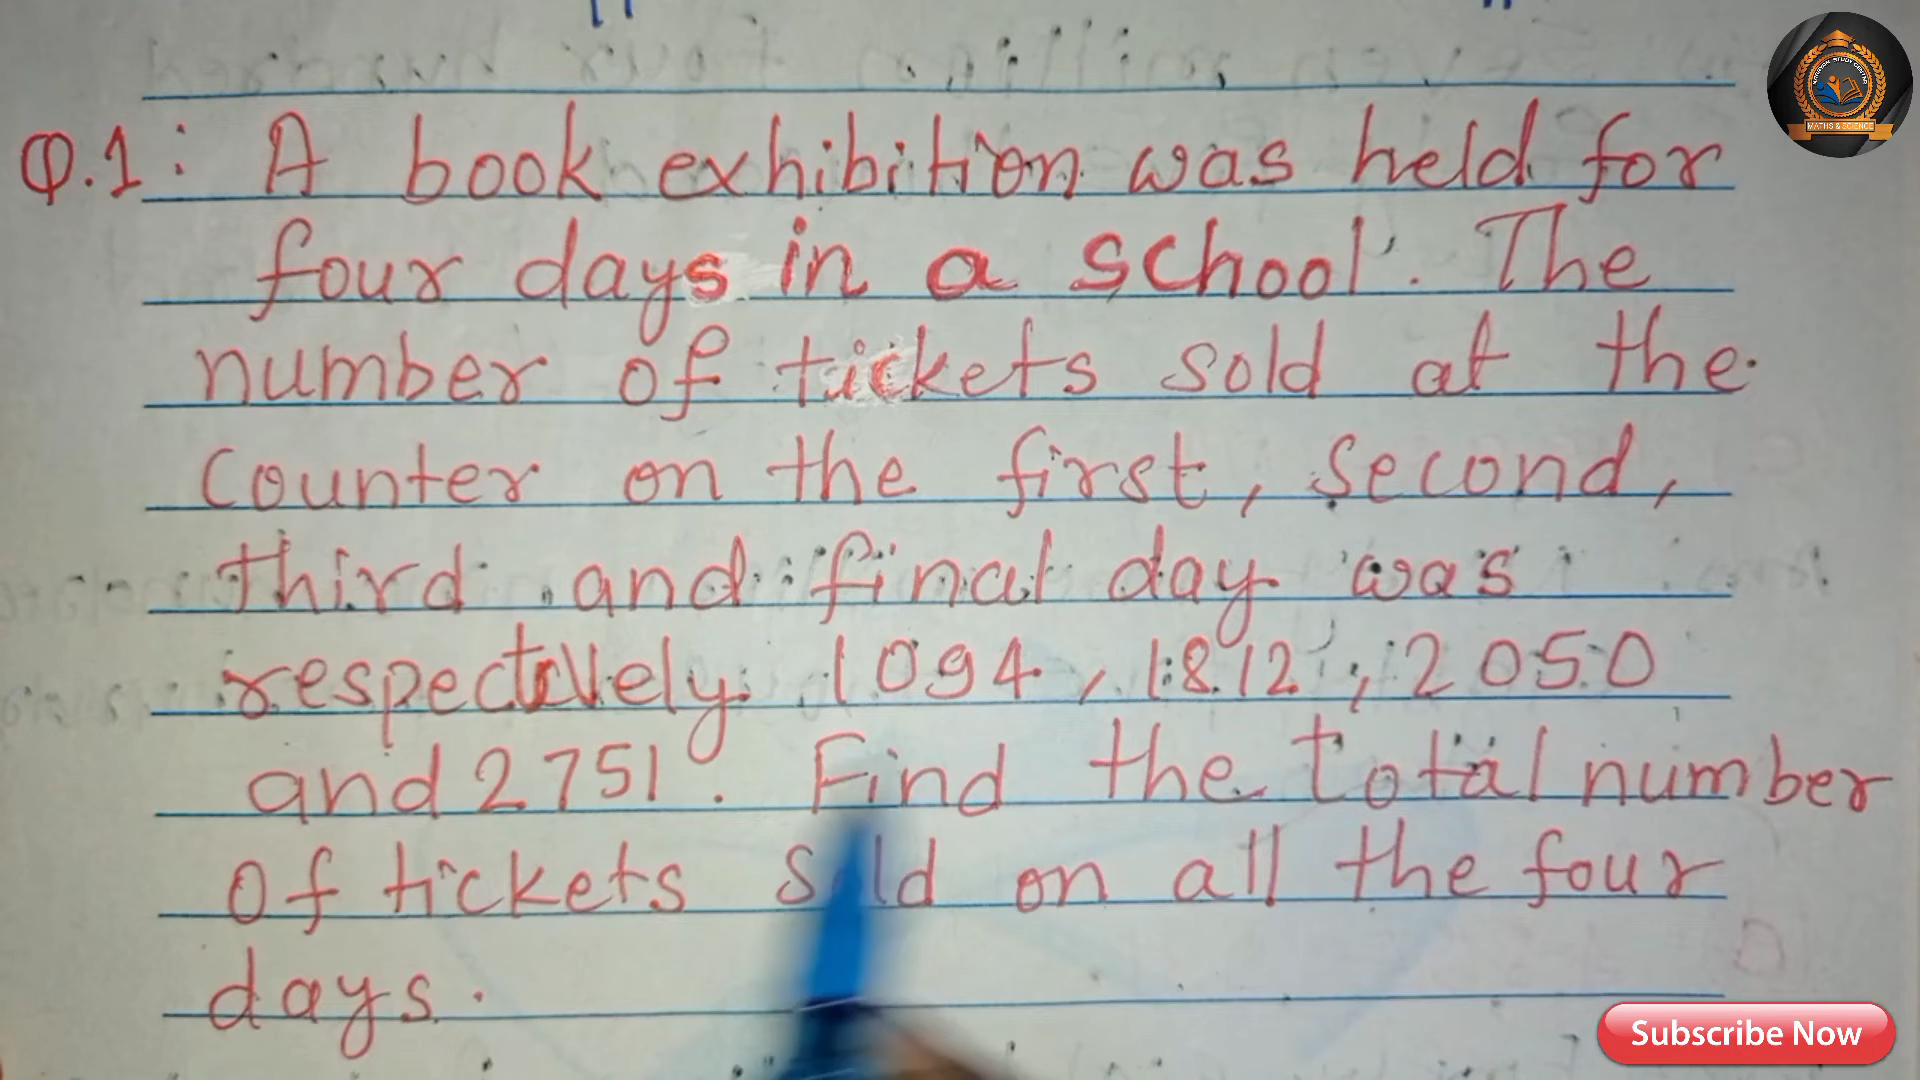 Q.1: A book exhibition was held for
four days in a school. The
number of tickets sold at the
counter on the first, second,
third and final day was
respectively 1094, 1812, 2050
and 2751. Find the total number
of tickets sold on all the four
days.
MATHS & SCIENCE
Subscribe Now